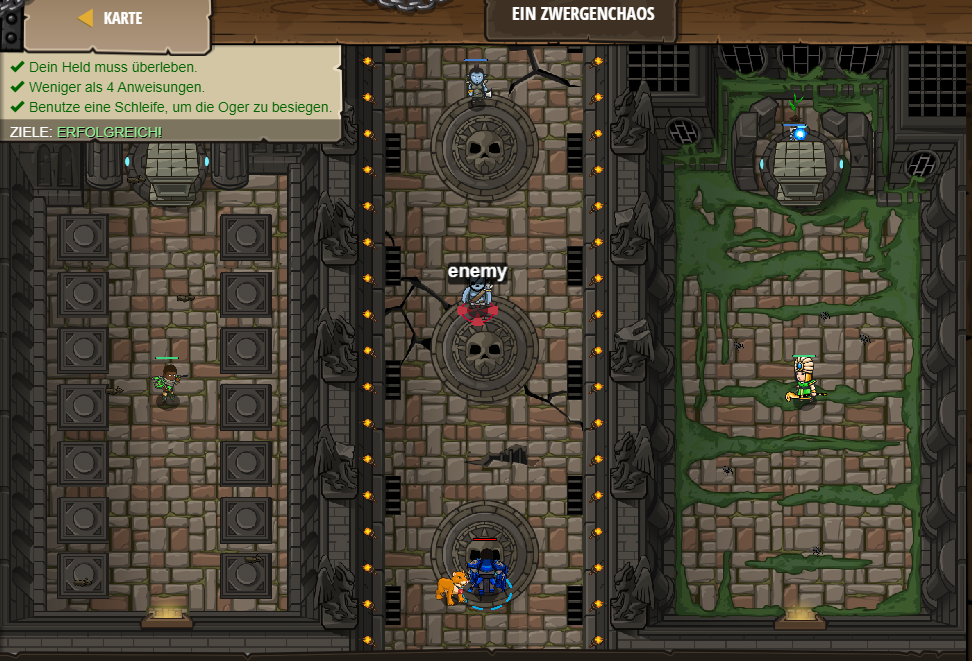 KARTE
EIN ZWERGENCHAOS
Dein Held muss überleben.
Weniger als 4 Anweisungen.
Benutze eine Schleife, um die Oger zu besiegen.
ZIELE: ERFOLGREICH!
enemy